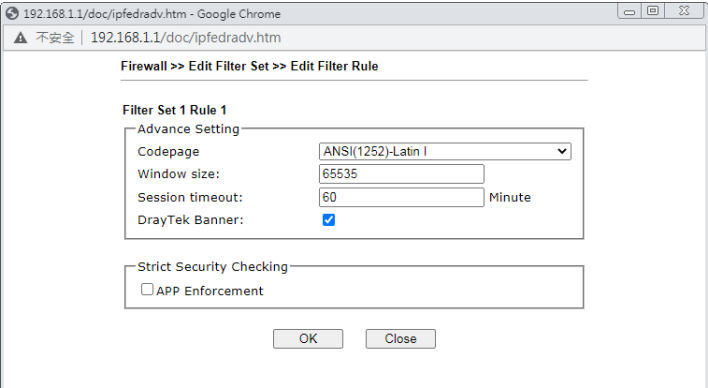 192.168.1.1/doc/ipfedradv.htm - Google Chrome
不安全 | 192.168.1.1/doc/ipfedradv.htm
Firewall >> Edit Filter Set >> Edit Filter Rule
Filter Set 1 Rule 1
Advance Setting
Codepage ANSI(1252)-Latin I
Window size: 65535
Session timeout: 60 Minute
DrayTek Banner:
Strict Security Checking
APP Enforcement
OK Close